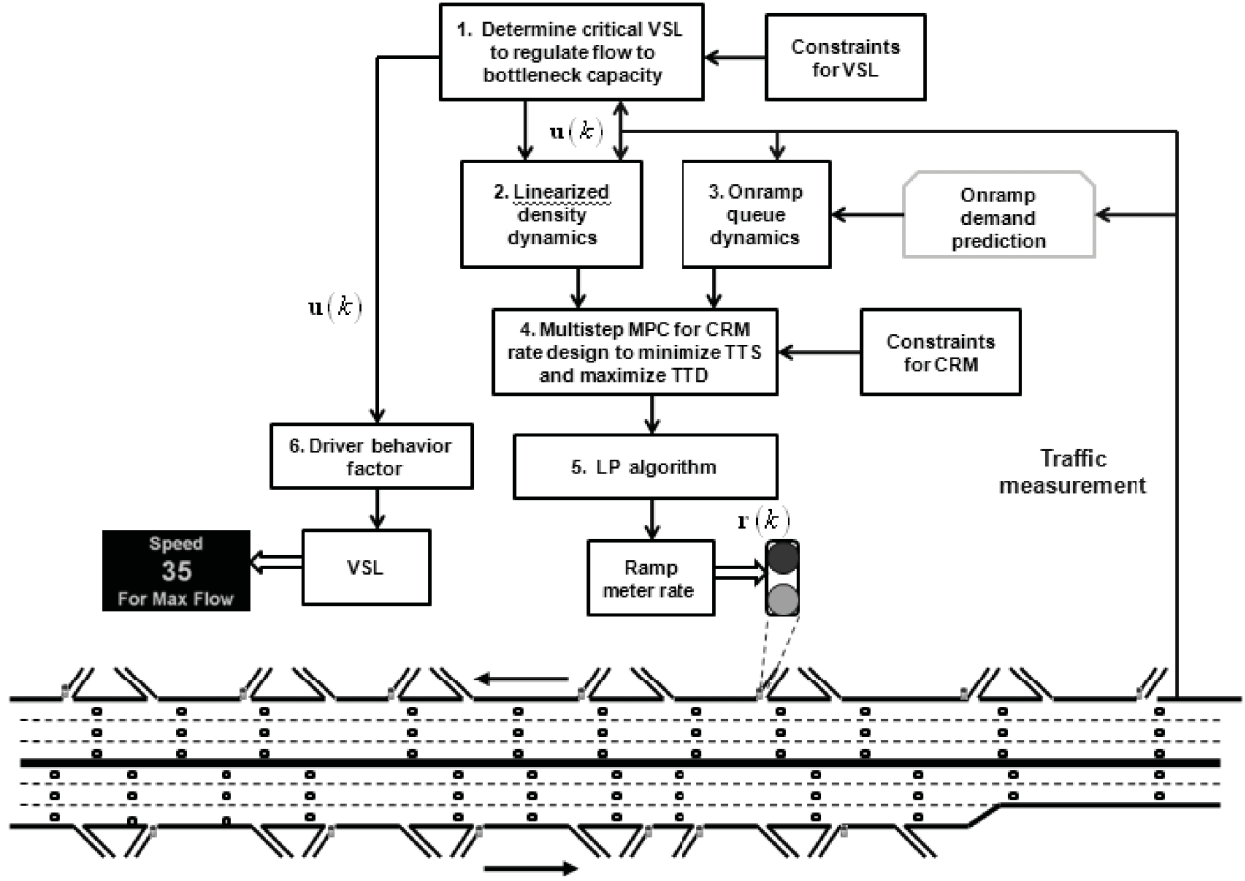 1. Determine critical VSL
to regulate flow to
bottleneck capacity
Constraints
for VSL
u(k)
2. Linearized
density
dynamics
3. Onramp
queue
dynamics
Onramp
demand
prediction
u(k)
4. Multistep MPC for CRM
rate design to minimize TTS
and maximize TTD
Constraints
for CRM
6. Driver behavior
factor
5. LP algorithm
Traffic
measurement
r(k)
Speed
35
For Max Flow
VSL
Ramp
meter rate